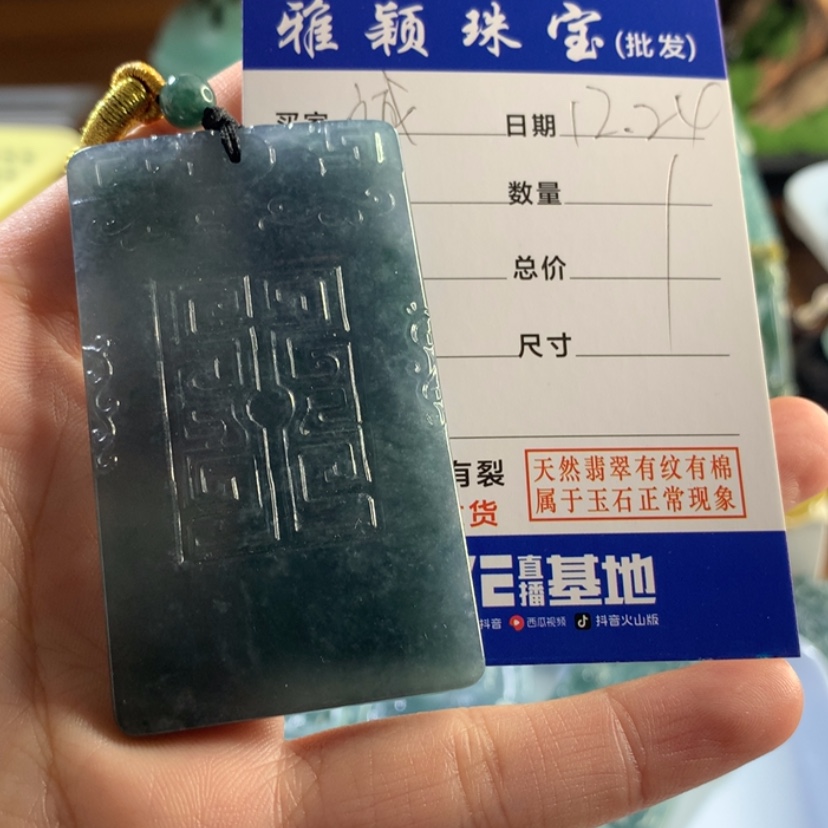 雅颖珠宝(批发)
买家
日期 12.24
数量
总价
尺寸
有裂
货
天然翡翠有纹有棉
属于玉石正常现象
直播基地
抖音 西瓜视频 抖音火山版